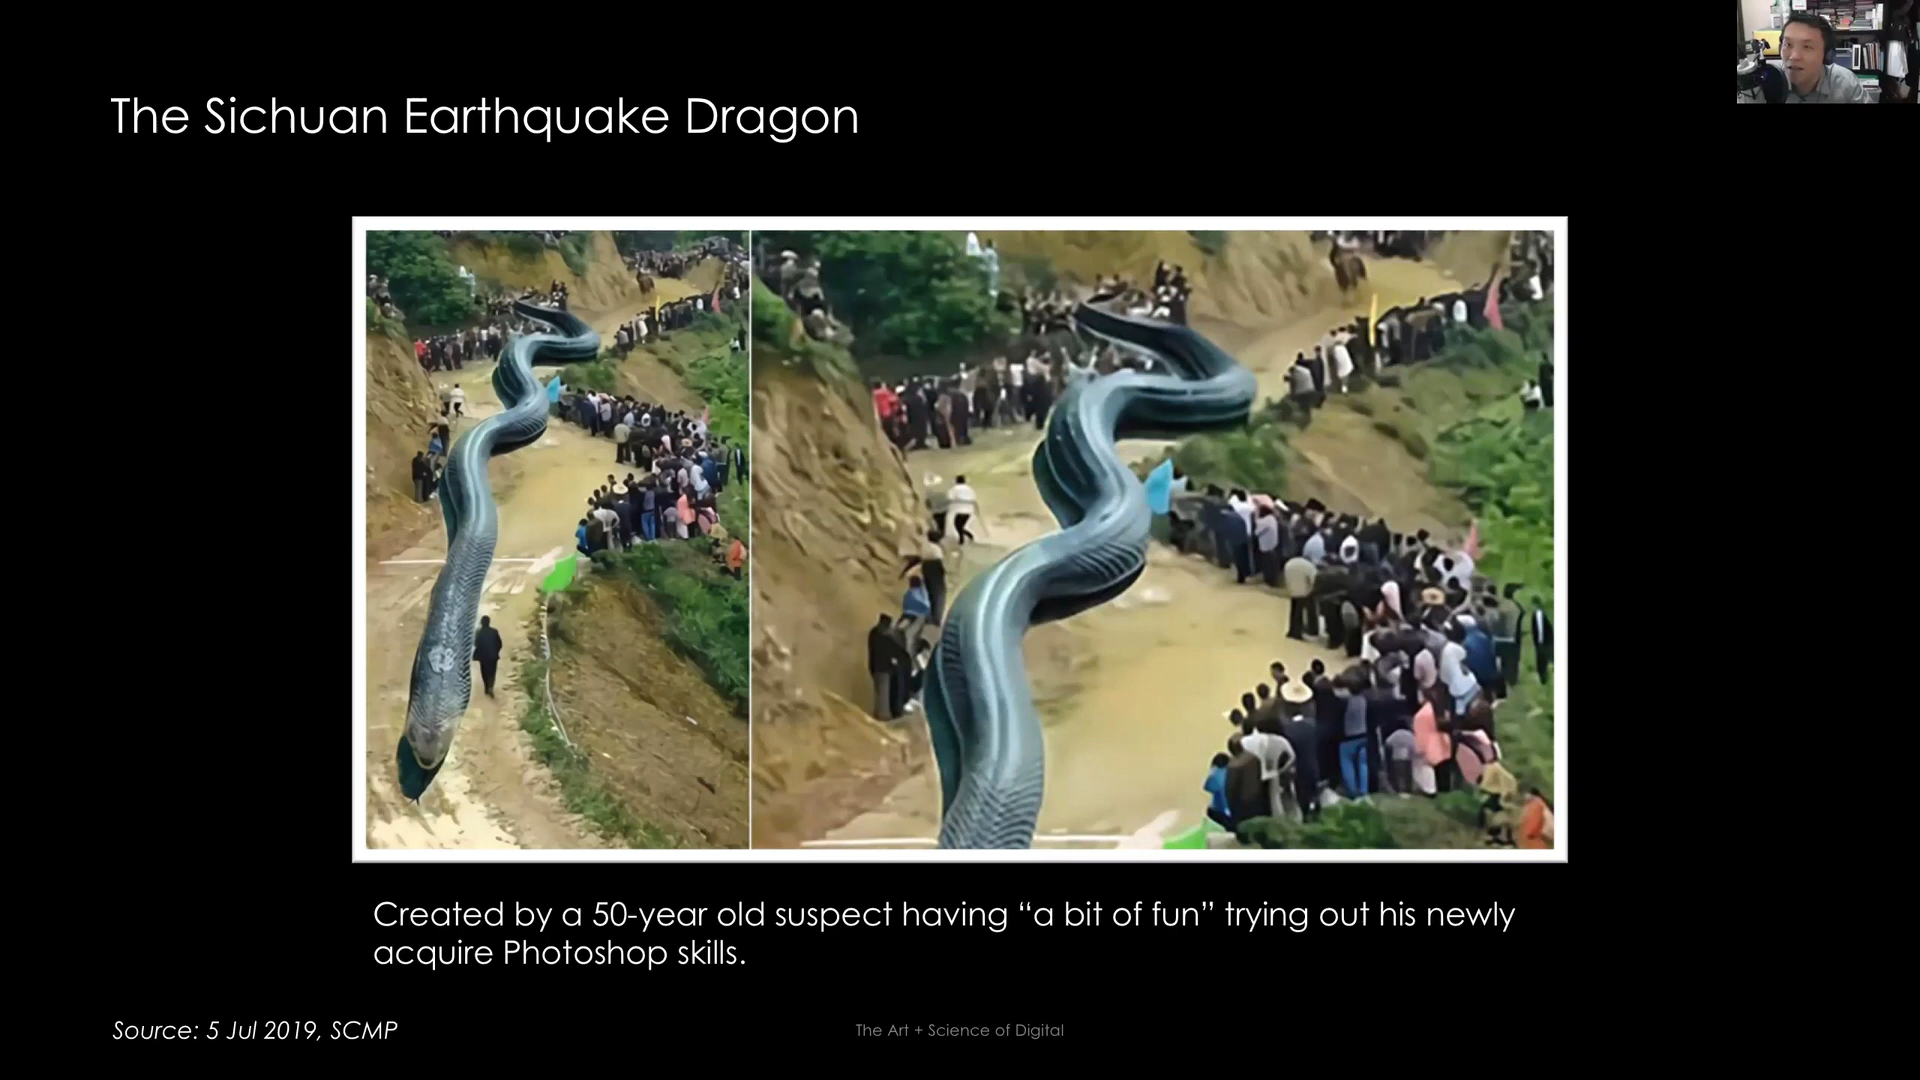 The Sichuan Earthquake Dragon
Created by a 50-year old suspect having “a bit of fun” trying out his newly
acquire Photoshop skills.
Source: 5 Jul 2019, SCMP
The Art + Science of Digital